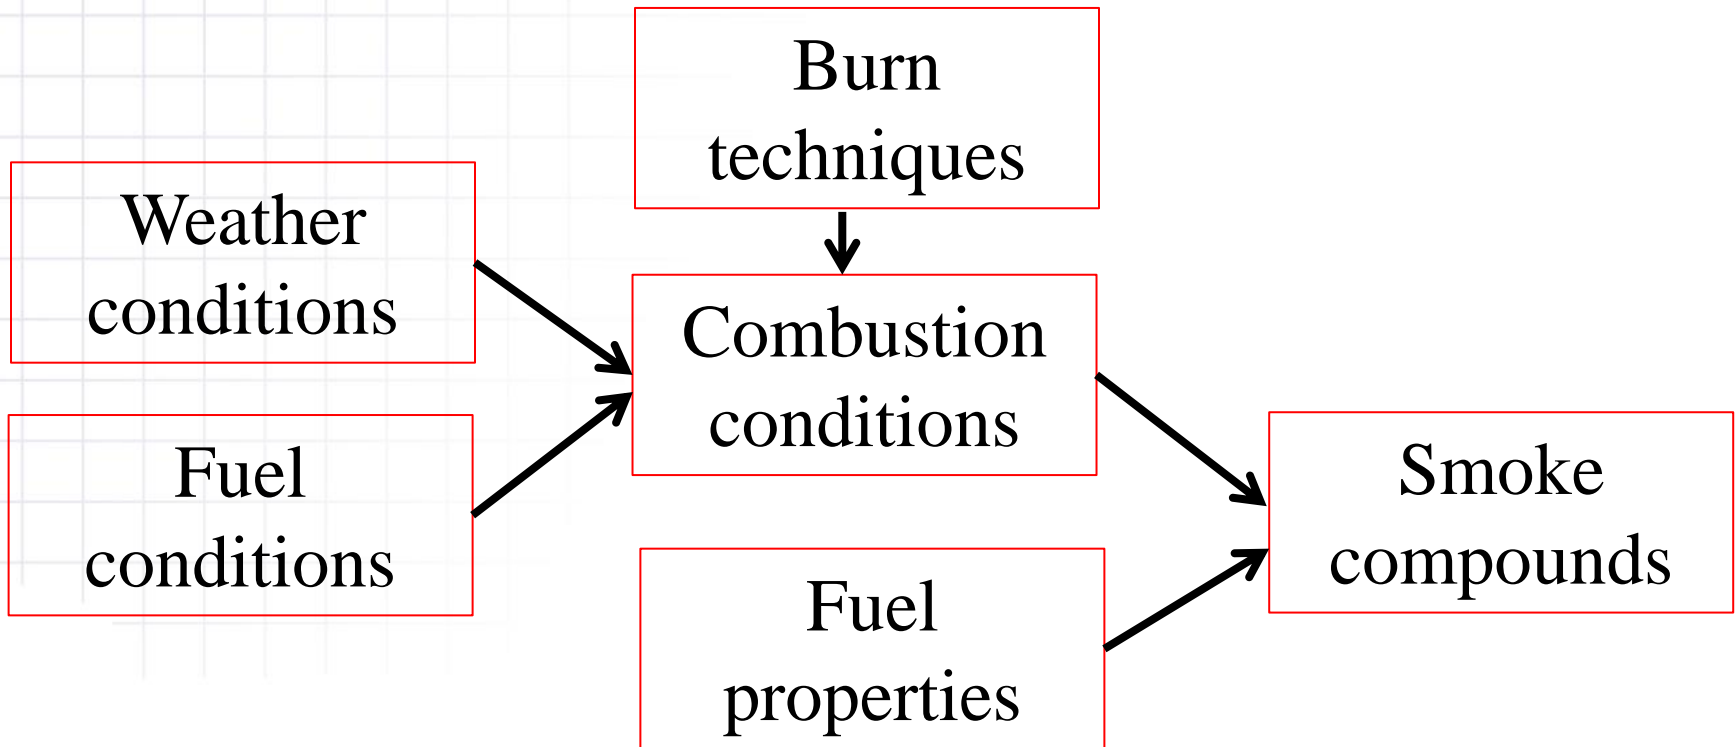 Burn
techniques
Weather
conditions
Combustion
conditions
Fuel
conditions
Smoke
compounds
Fuel
properties